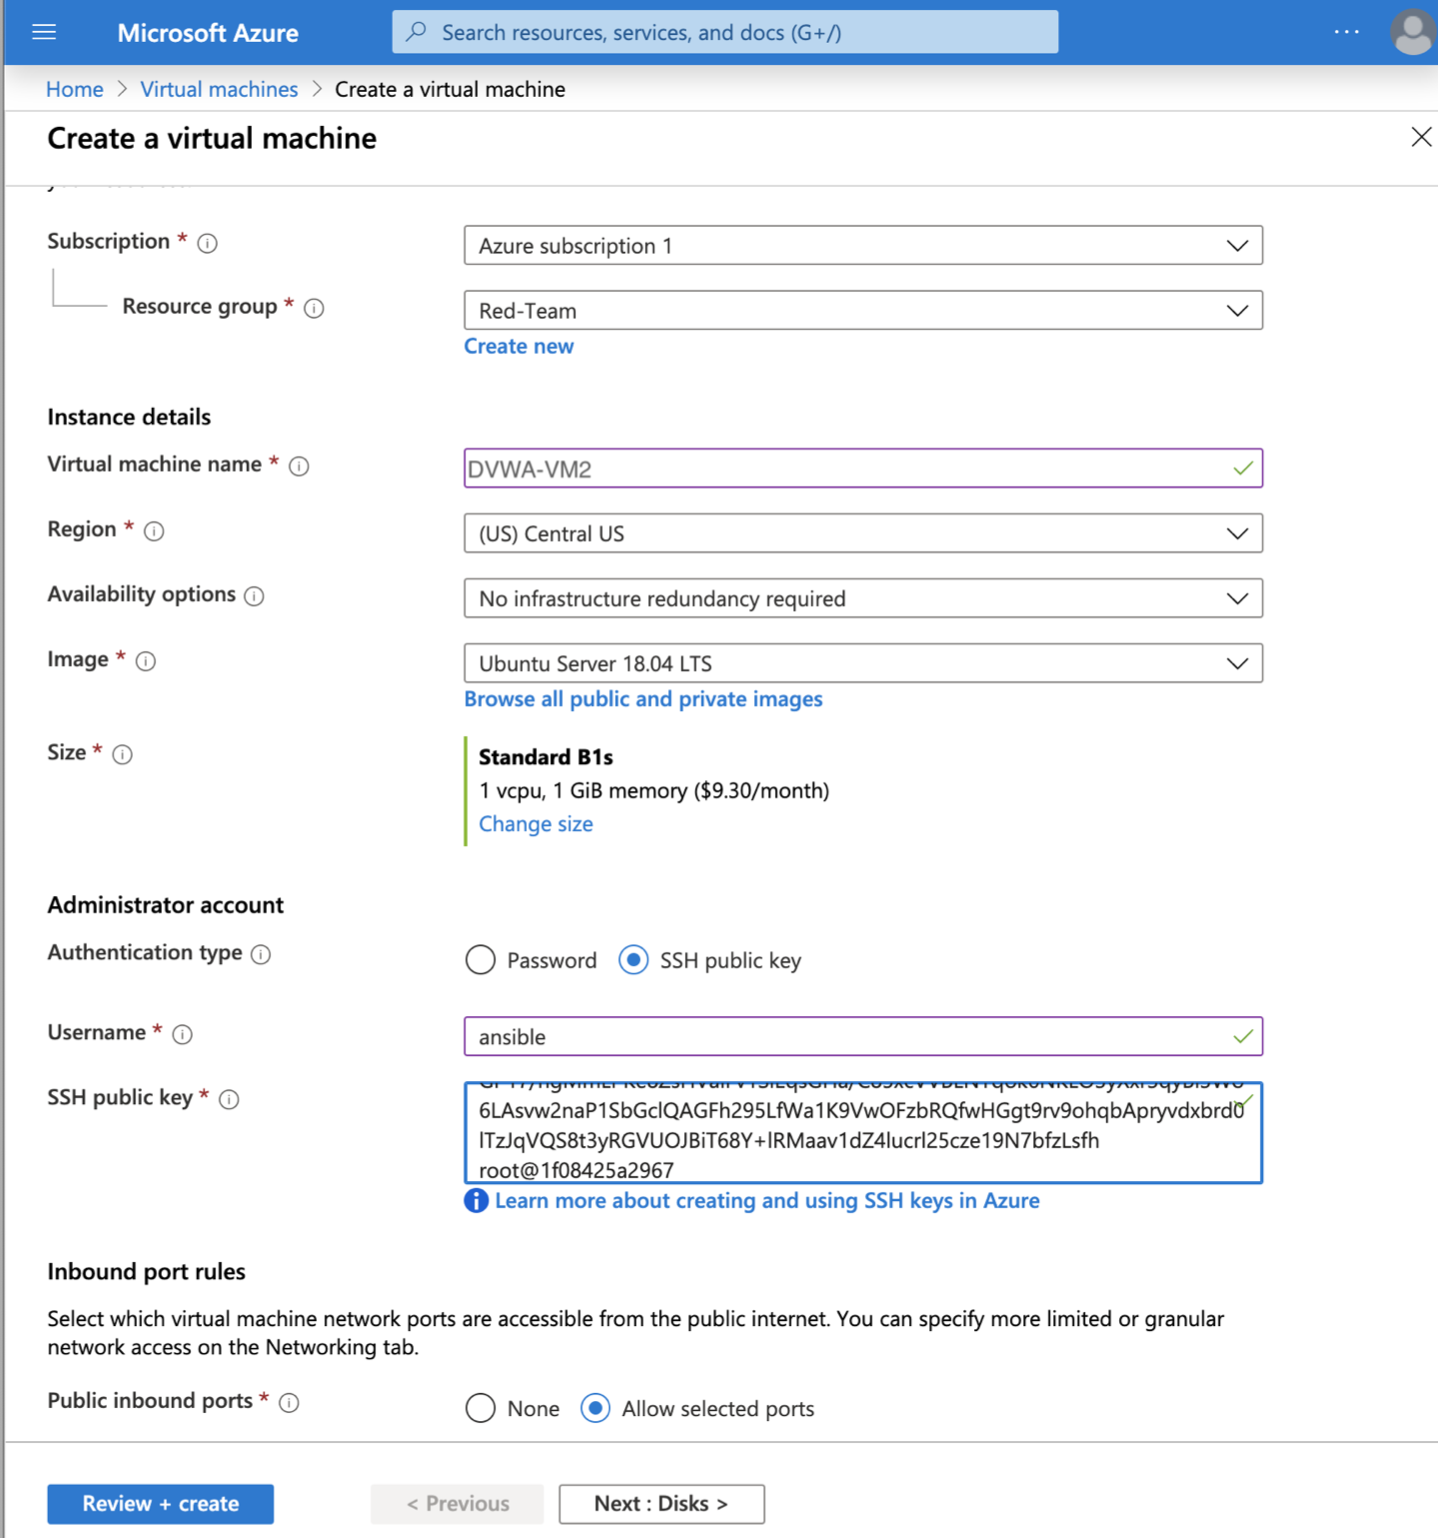 Microsoft Azure
Search resources, services, and docs (G+/)
Home > Virtual machines > Create a virtual machine
Create a virtual machine
Subscription *
Azure subscription 1
Resource group *
Red-Team
Create new
Instance details
Virtual machine name *
DVWA-VM2
Region *
(US) Central US
Availability options
No infrastructure redundancy required
Image *
Ubuntu Server 18.04 LTS
Browse all public and private images
Size *
Standard B1s
1 vcpu, 1 GiB memory ($9.30/month)
Change size
Administrator account
Authentication type
Password SSH public key
Username *
ansible
SSH public key *
6LAsvw2naP1SbGclQAGFh295LfWa1K9VwOFzbRQfwHGgt9rv9ohqbApryvdxbrd0
lTzJqVQS8t3yRGVUOJBiT68Y+lRMaav1dZ4lucrl25cze19N7bfzLsfh
root@1f08425a2967
Learn more about creating and using SSH keys in Azure
Inbound port rules
Select which virtual machine network ports are accessible from the public internet. You can specify more limited or granular
network access on the Networking tab.
Public inbound ports *
None Allow selected ports
Review + create
< Previous
Next : Disks >